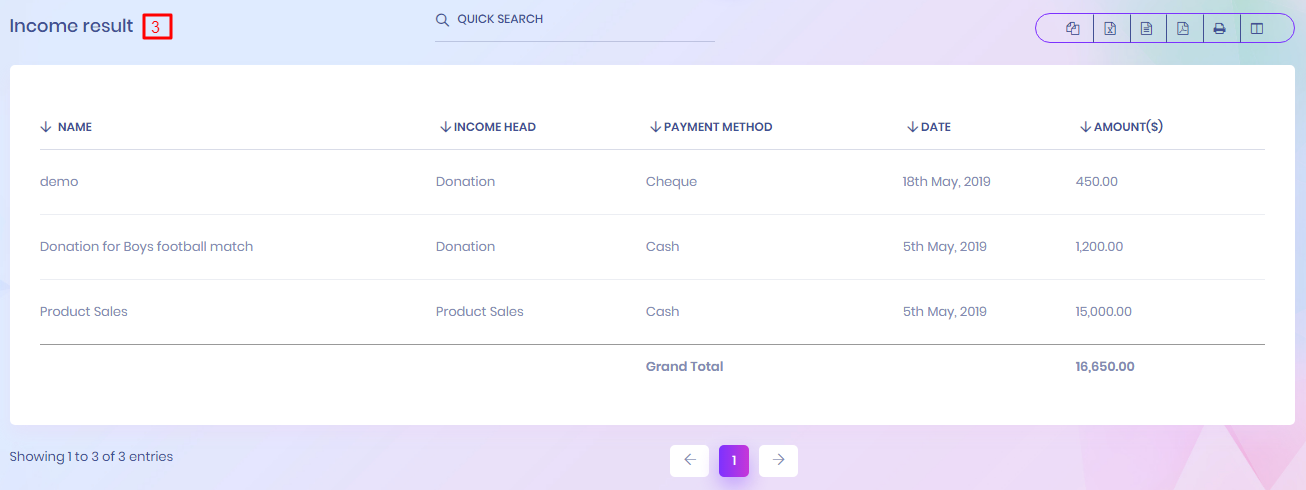 Income result 3 QUICK SEARCH
NAME INCOME HEAD PAYMENT METHOD DATE AMOUNT($)
demo Donation Cheque 18th May, 2019 450.00
Donation for Boys football match Donation Cash 5th May, 2019 1,200.00
Product Sales Product Sales Cash 5th May, 2019 15,000.00
Grand Total 16,650.00
Showing 1 to 3 of 3 entries 1